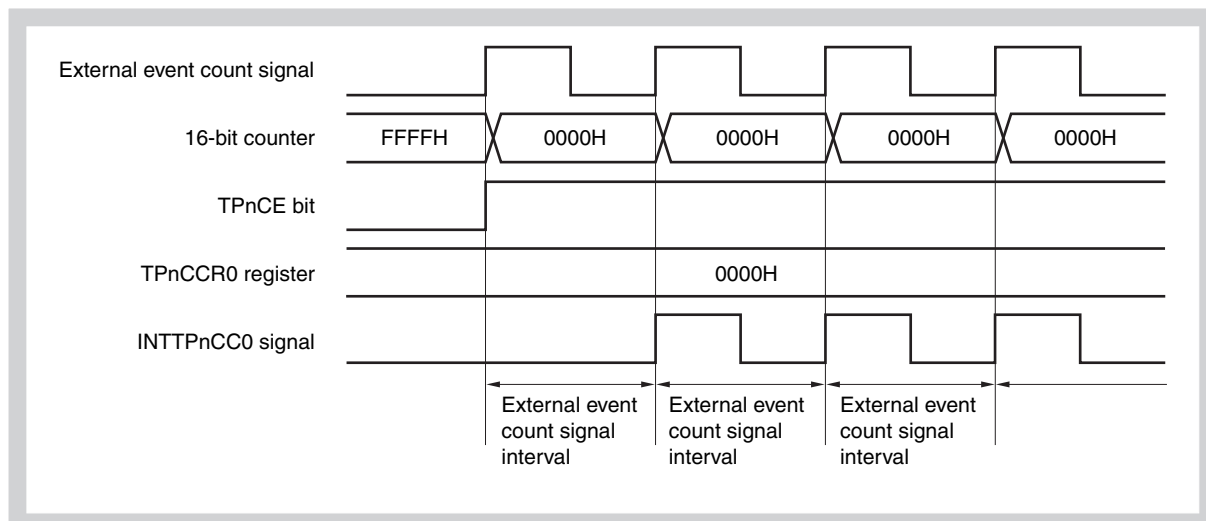 External event count signal
16-bit counter
FFFFH
0000H
0000H
0000H
0000H
TPnCE bit
TPnCCR0 register
0000H
INTTPnCC0 signal
External event
count signal
interval
External event
count signal
interval
External event
count signal
interval